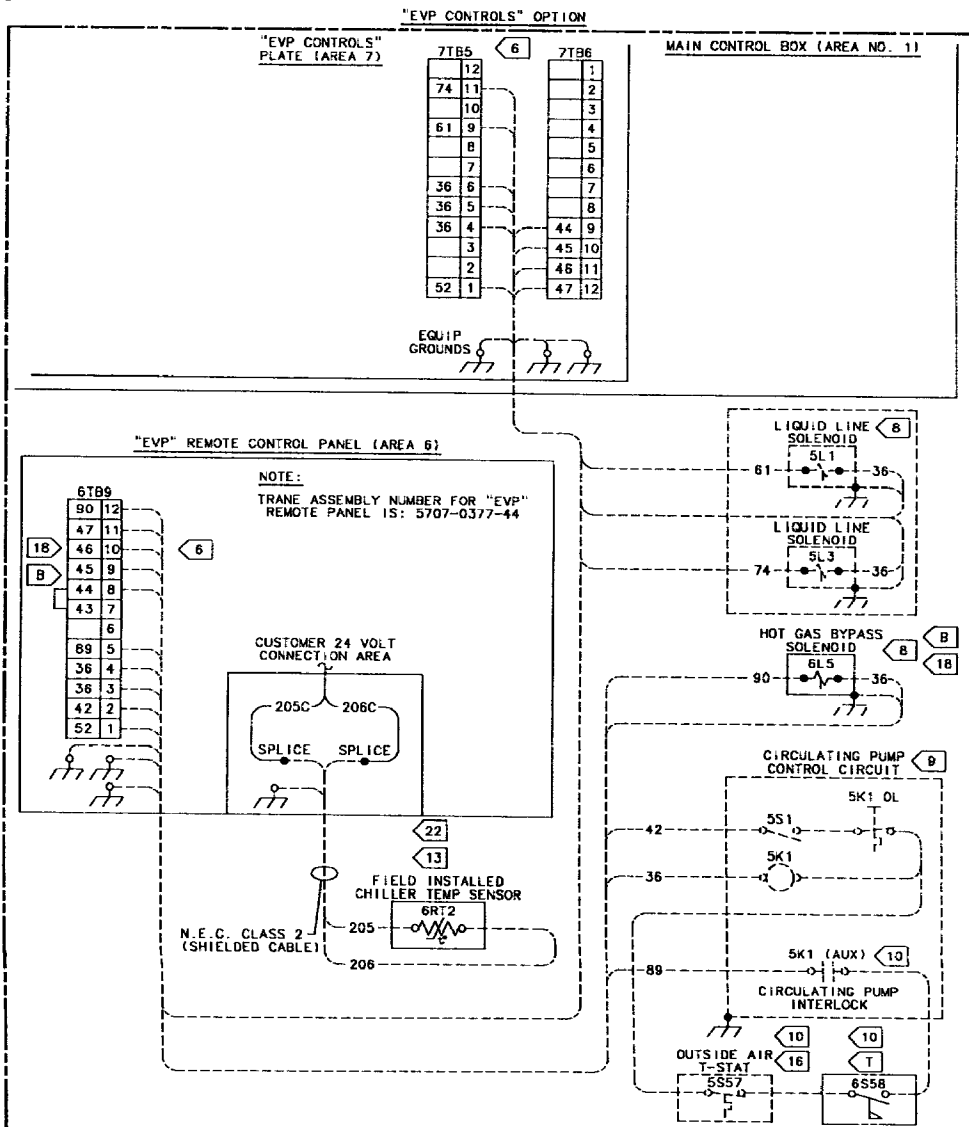 "EVP CONTROLS" OPTION
"EVP CONTROLS"
PLATE (AREA 7)
7TB5
6
7TB6
MAIN CONTROL BOX (AREA NO. 1)
12
74 11
10
61 9
8
7
36 6
36 5
36 4
3
2
52 1
1
2
3
4
5
6
7
8
44 9
45 10
46 11
47 12
EQUIP
GROUNDS
"EVP" REMOTE CONTROL PANEL (AREA 6)
NOTE:
TRANE ASSEMBLY NUMBER FOR "EVP"
REMOTE PANEL IS: 5707-0377-44
6TB9
90 12
47 11
46 10
45 9
44 8
43 7
6
89 5
36 4
36 3
42 2
52 1
18
B
6
CUSTOMER 24 VOLT
CONNECTION AREA
205C 206C
SPLICE SPLICE
22
13
FIELD INSTALLED
CHILLER TEMP SENSOR
6RT2
205
206
N.E.C. CLASS 2
(SHIELDED CABLE)
LIQUID LINE
SOLENOID
8
5L1
61 36
LIQUID LINE
SOLENOID
5L3
74 36
HOT GAS BYPASS
SOLENOID
8
B
18
6L5
90 36
CIRCULATING PUMP
CONTROL CIRCUIT
9
5K1 OL
42
5S1
36
5K1
89
5K1 (AUX)
10
CIRCULATING PUMP
INTERLOCK
10
16
OUTSIDE AIR
T-STAT
5S57
10
T
6S58